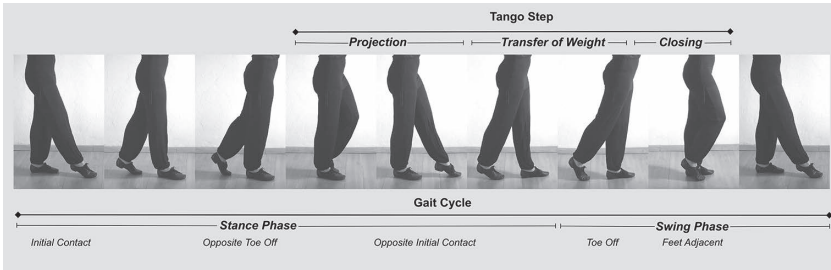 Tango Step
Projection Transfer of Weight Closing
Gait Cycle
Stance Phase Swing Phase
Initial Contact Opposite Toe Off Opposite Initial Contact Toe Off Feet Adjacent